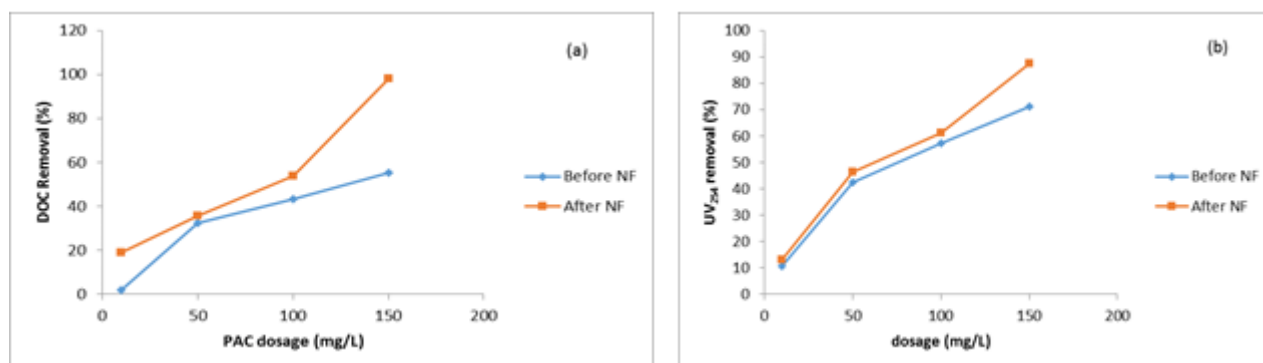 (a)
DOC Removal (%)
120
100
80
60
40
20
0
0 50 100 150 200
PAC dosage (mg/L)
Before NF
After NF
(b)
UV254 removal (%)
100
90
80
70
60
50
40
30
20
10
0
0 50 100 150 200
dosage (mg/L)
Before NF
After NF